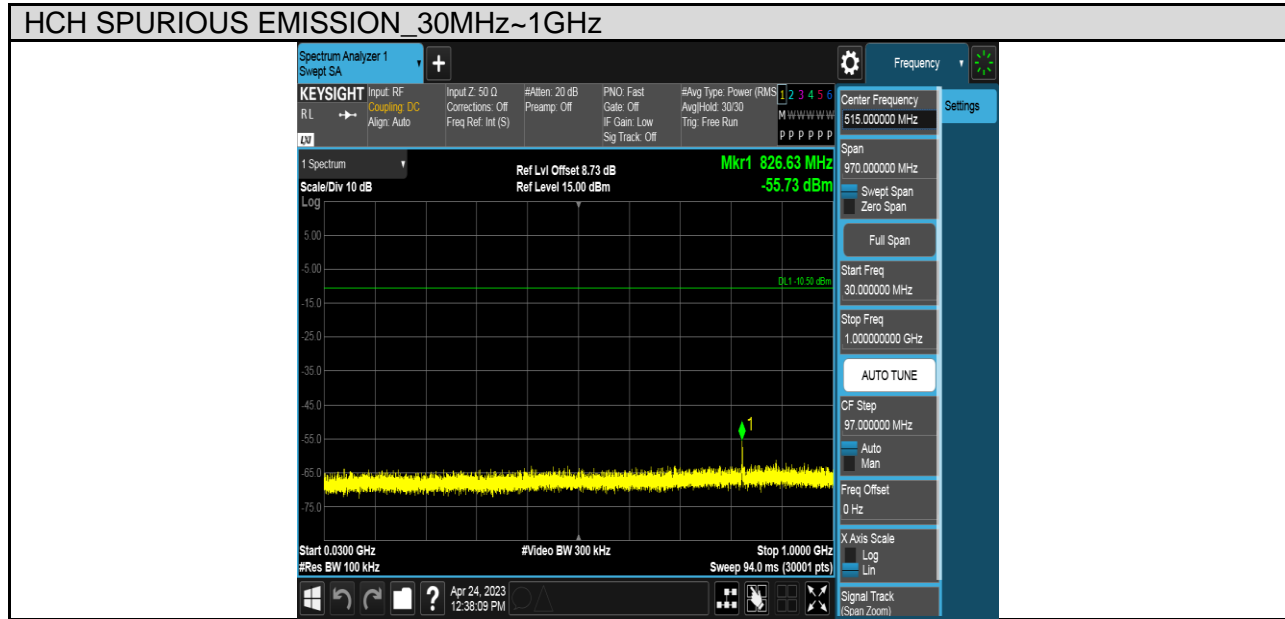 HCH SPURIOUS EMISSION_30MHz~1GHz
Spectrum Analyzer 1
Swept SA
+
Frequency
KEYSIGHT
RL
LXI
Input: RF
Coupling: DC
Align: Auto
Input Z: 50 Ω
Corrections: Off
Freq Ref: Int (S)
#Atten: 20 dB
Preamp: Off
PNO: Fast
Gate: Off
IF Gain: Low
Sig Track: Off
#Avg Type: Power (RMS
Avg|Hold: 30/30
Trig: Free Run
1 2 3 4 5 6
M W W W W W
P P P P P P
Center Frequency
515.000000 MHz
Settings
1 Spectrum
Ref Lvl Offset 8.73 dB
Mkr1 826.63 MHz
Scale/Div 10 dB
Ref Level 15.00 dBm
-55.73 dBm
Log
5.00
-5.00
DL1 -10.50 dBm
-15.0
-25.0
-35.0
-45.0
1
-55.0
-65.0
-75.0
Start 0.0300 GHz
#Video BW 300 kHz
Stop 1.0000 GHz
#Res BW 100 kHz
Sweep 94.0 ms (30001 pts)
Span
970.000000 MHz
Swept Span
Zero Span
Full Span
Start Freq
30.000000 MHz
Stop Freq
1.000000000 GHz
AUTO TUNE
CF Step
97.000000 MHz
Auto
Man
Freq Offset
0 Hz
X Axis Scale
Log
Lin
Signal Track
(Span Zoom)
?
Apr 24, 2023
12:38:09 PM